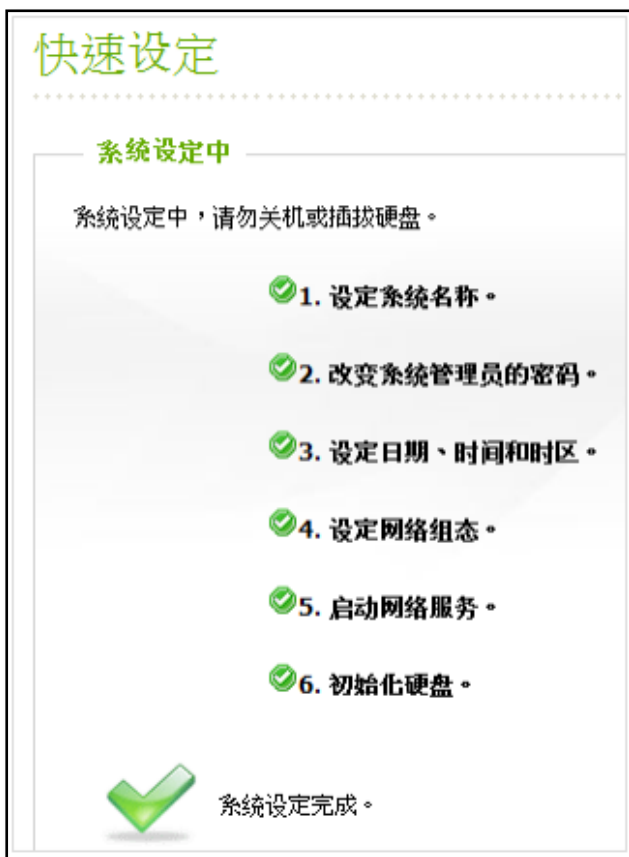 快速设定
系统设定中
系统设定中，请勿关机或插拔硬盘。
1. 设定系统名称。
2. 改变系统管理员的密码。
3. 设定日期、时间和时区。
4. 设定网络组态。
5. 启动网络服务。
6. 初始化硬盘。
系统设定完成。